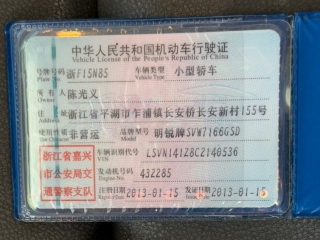 中华人民共和国机动车行驶证
Vehicle License of the People's Republic of China
号牌号码 浙F1SN85 车辆类型 小型轿车
Plate No. Vehicle Type
所有人 陈光义
Owner
住址 浙江省平湖市乍浦镇长安桥长安新村155号
Address
使用性质 非营运 品牌型号 明锐牌SVW7166GSD
Use Character Model
浙江省嘉兴
市公安局交
通警察支队
车辆识别代号 LSVN141Z8C2140536
VIN
发动机号码 432285
Engine No.
注册日期 2013-01-15 发证日期 2013-01-15
Register Date Issue Date